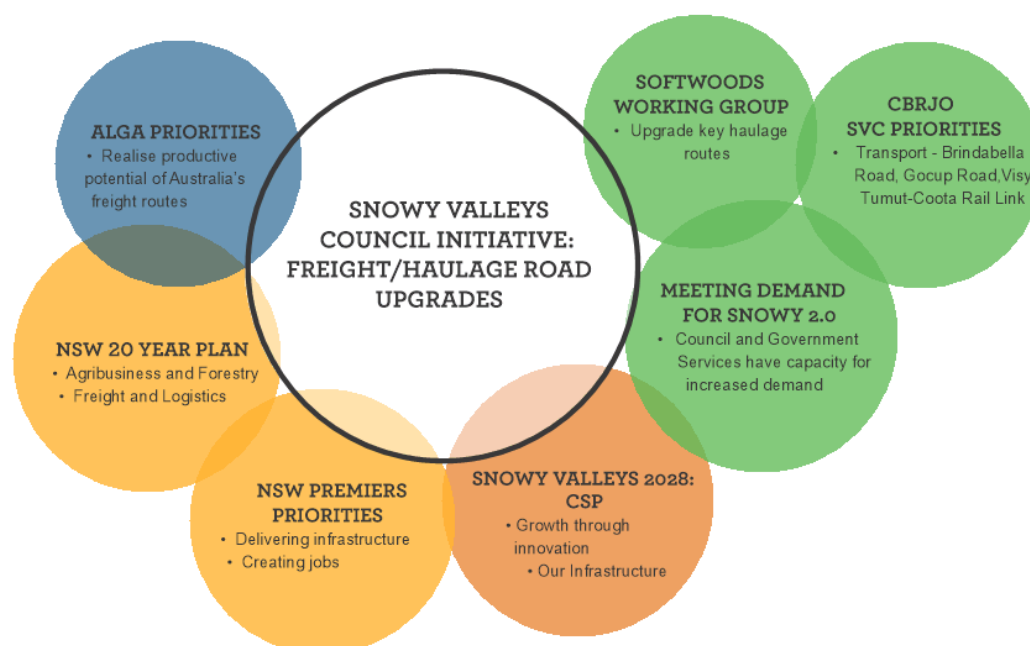 ALGA PRIORITIES
• Realise productive
potential of Australia's
freight routes
NSW 20 YEAR PLAN
• Agribusiness and Forestry
• Freight and Logistics
NSW PREMIERS
PRIORITIES
• Delivering infrastructure
• Creating jobs
SNOWY VALLEYS
COUNCIL INITIATIVE:
FREIGHT/HAULAGE ROAD
UPGRADES
SNOWY VALLEYS 2028:
CSP
• Growth through
innovation
• Our Infrastructure
SOFTWOODS
WORKING GROUP
• Upgrade key haulage
routes
CBRJO
SVC PRIORITIES
• Transport - Brindabella
Road, Gocup Road,Visy
Tumut-Coota Rail Link
MEETING DEMAND
FOR SNOWY 2.0
• Council and Government
Services have capacity for
increased demand